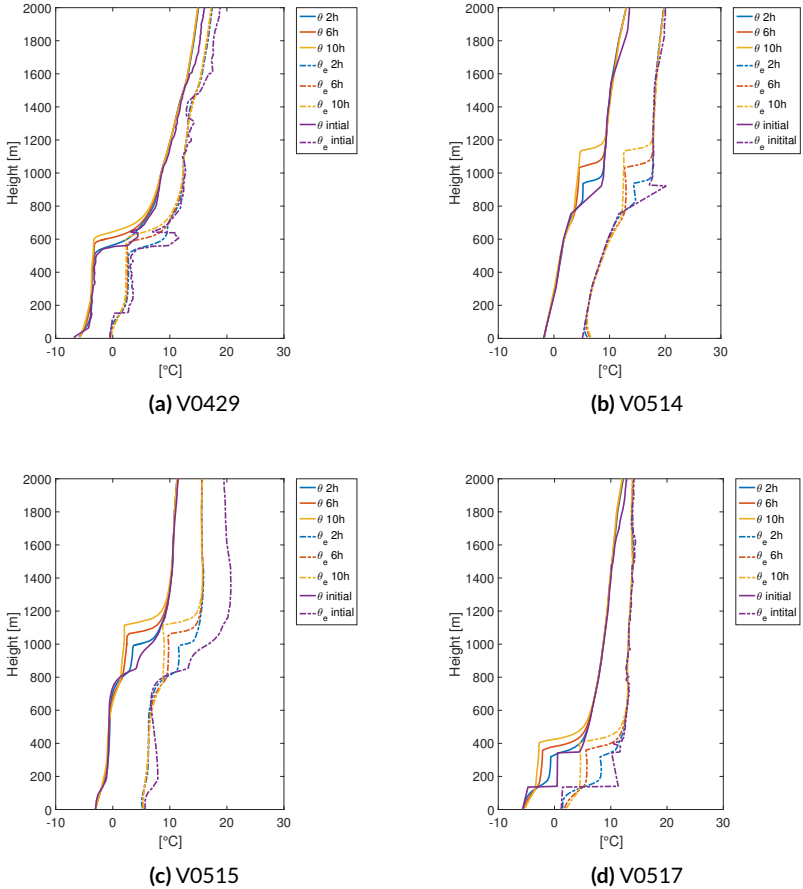 2000
1800
1600
1400
1200
1000
800
600
400
200
0
Height [m]
-10 0 10 20 30
[°C]
θ 2h
θ 6h
θ 10h
θe 2h
θe 6h
θe 10h
θ initial
θe intial
(a) V0429
2000
1800
1600
1400
1200
1000
800
600
400
200
0
Height [m]
-10 0 10 20 30
[°C]
θ 2h
θ 6h
θ 10h
θe 2h
θe 6h
θe 10h
θ initial
θe initital
(b) V0514
2000
1800
1600
1400
1200
1000
800
600
400
200
0
Height [m]
-10 0 10 20 30
[°C]
θ 2h
θ 6h
θ 10h
θe 2h
θe 6h
θe 10h
θ initial
θe intital
(c) V0515
2000
1800
1600
1400
1200
1000
800
600
400
200
0
Height [m]
-10 0 10 20 30
[°C]
θ 2h
θ 6h
θ 10h
θe 2h
θe 6h
θe 10h
θ initial
θe intital
(d) V0517